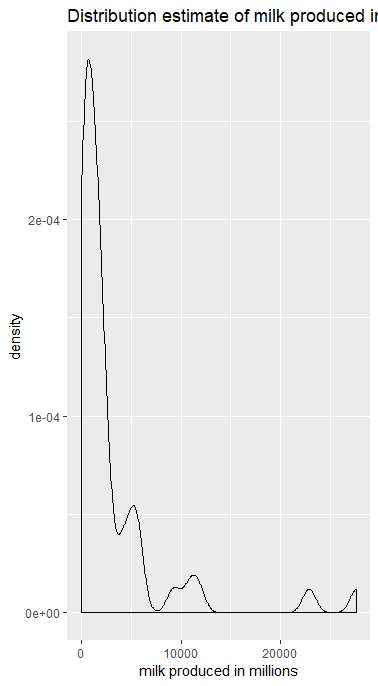 Distribution estimate of milk produced in
2e-04
1e-04
0e+00
density
0 10000 20000
milk produced in millions